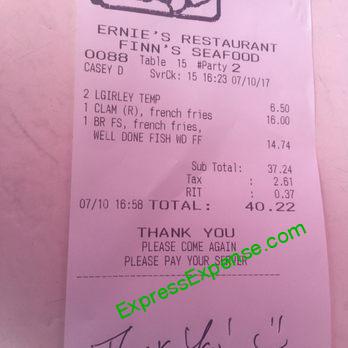 ERNIE'S RESTAURANT
FINN'S SEAFOOD
0088 Table 15 #Party 2
CASEY D SvrCk: 15 16:23 07/10/17
2 LGIRLEY TEMP 6.50
1 CLAM (R), french fries 16.00
1 BR FS, french fries,
WELL DONE FISH WD FF 14.74
Sub Total: 37.24
Tax : 2.61
RIT : 0.37
07/10 16:58 TOTAL: 40.22
THANK YOU
PLEASE COME AGAIN
PLEASE PAY YOUR SERVER
ExpressExpense.com
Thank You!